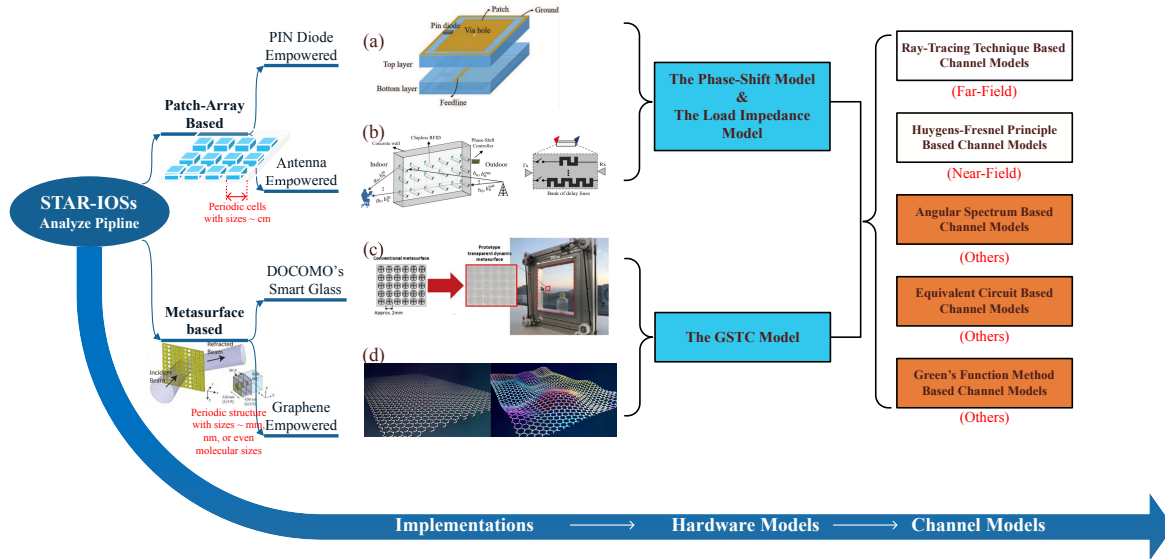 STAR-IOSs
Analyze Pipline
Patch-Array
Based
PIN Diode
Empowered
Antenna
Empowered
Periodic cells
with sizes ~ cm
Metasurface
based
DOCOMO's
Smart Glass
Graphene
Empowered
Refracted
Beam
Incident
Beam
Periodic structure
with sizes ~ mm,
nm, or even
molecular sizes
(a)
Patch
Ground
Pin diode
Via hole
Top layer
Bottom layer
Feedline
(b)
Chipless RFID
Concrete wall
Phase-Shift
Controller
Indoor
Outdoor
Bank of delay lines
(c)
Conventional metasurface
Prototype
transparent dynamic
metasurface
Approx. 2mm
(d)
The Phase-Shift Model
&
The Load Impedance
Model
The GSTC Model
Ray-Tracing Technique Based
Channel Models
(Far-Field)
Huygens-Fresnel Principle
Based Channel Models
(Near-Field)
Angular Spectrum Based
Channel Models
(Others)
Equivalent Circuit Based
Channel Models
(Others)
Green's Function Method
Based Channel Models
(Others)
Implementations
Hardware Models
Channel Models